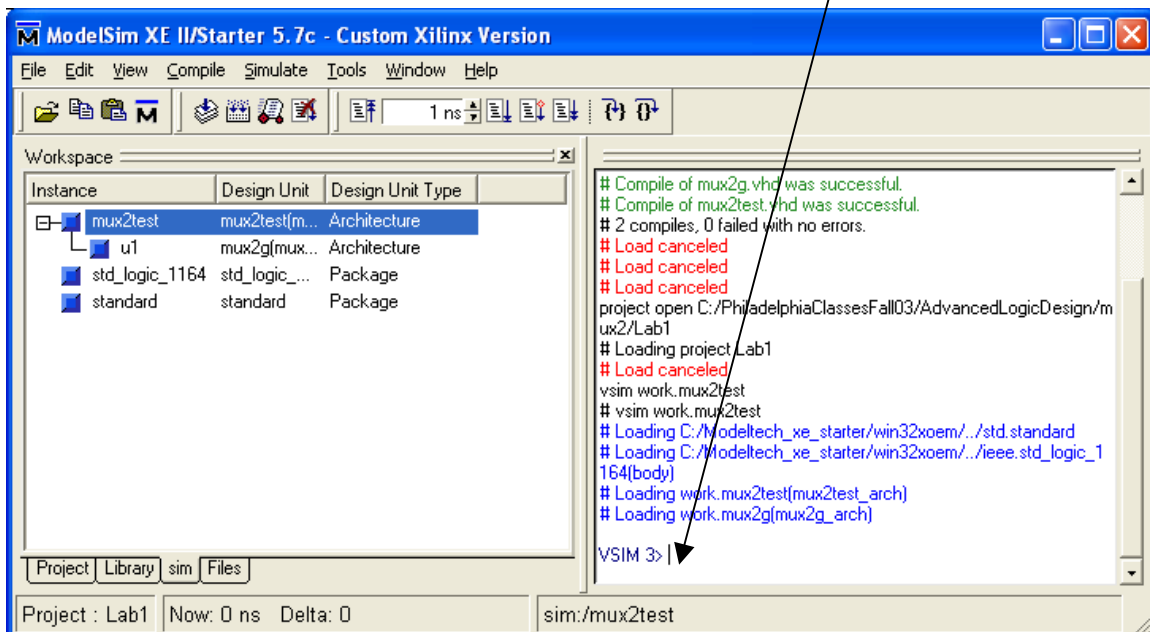 ModelSim XE II/Starter 5.7c - Custom Xilinx Version
File Edit View Compile Simulate Tools Window Help
1 ns
Workspace
Instance Design Unit Design Unit Type
mux2test mux2test(m... Architecture
u1 mux2g(mux... Architecture
std_logic_1164 std_logic_... Package
standard standard Package
Project Library sim Files
# Compile of mux2g.vhd was successful.
# Compile of mux2test.vhd was successful.
# 2 compiles, 0 failed with no errors.
# Load canceled
# Load canceled
# Load canceled
project open C:/PhiladelphiaClassesFall03/AdvancedLogicDesign/m
ux2/Lab1
# Loading project Lab1
# Load canceled
vsim work.mux2test
# vsim work.mux2test
# Loading C:/Modeltech_xe_starter/win32xoem/../std.standard
# Loading C:/Modeltech_xe_starter/win32xoem/../ieee.std_logic_1
164(body)
# Loading work.mux2test(mux2test_arch)
# Loading work.mux2g(mux2g_arch)
VSIM 3>
Project : Lab1 Now: 0 ns Delta: 0 sim:/mux2test